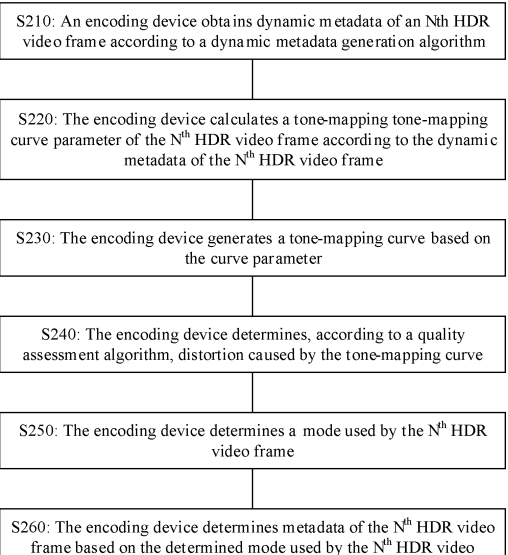 S210: An encoding device obtains dynamic metadata of an Nth HDR
video frame according to a dynamic metadata generation algorithm
S220: The encoding device calculates a tone-mapping tone-mapping
curve parameter of the Nth HDR video frame according to the dynamic
metadata of the Nth HDR video frame
S230: The encoding device generates a tone-mapping curve based on
the curve parameter
S240: The encoding device determines, according to a quality
assessment algorithm, distortion caused by the tone-mapping curve
S250: The encoding device determines a mode used by the Nth HDR
video frame
S260: The encoding device determines metadata of the Nth HDR video
frame based on the determined mode used by the Nth HDR video